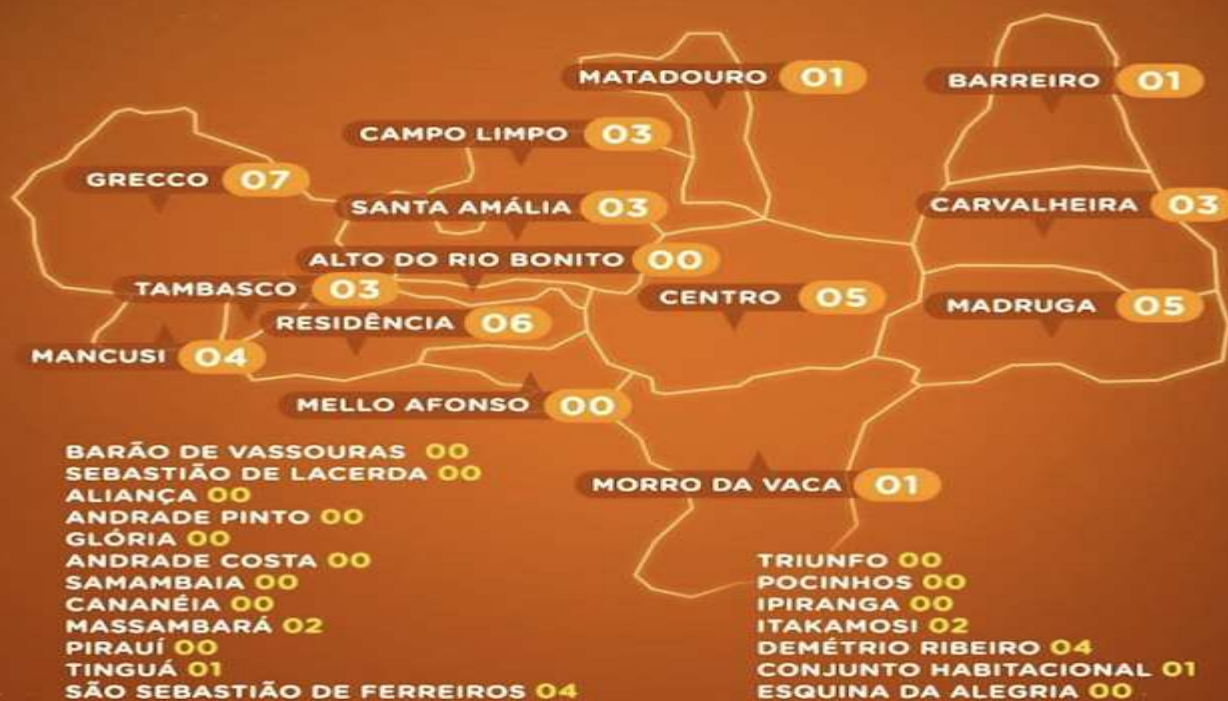 MATADOURO 01
BARREIRO 01
CAMPO LIMPO 03
GRECCO 07
SANTA AMÁLIA 03
CARVALHEIRA 03
ALTO DO RIO BONITO 00
TAMBASCO 03
CENTRO 05
MADRUGA 05
RESIDÊNCIA 06
MANCUSI 04
MELLO AFONSO 00
MORRO DA VACA 01
BARÃO DE VASSOURAS 00
SEBASTIÃO DE LACERDA 00
ALIANÇA 00
ANDRADE PINTO 00
GLÓRIA 00
ANDRADE COSTA 00
SAMAMBAIA 00
CANANÉIA 00
MASSAMBARÁ 02
PIRAUÍ 00
TINGUÁ 01
SÃO SEBASTIÃO DE FERREIROS 04
TRIUNFO 00
POCINHOS 00
IPIRANGA 00
ITAKAMOSI 02
DEMÉTRIO RIBEIRO 04
CONJUNTO HABITACIONAL 01
ESQUINA DA ALEGRIA 00